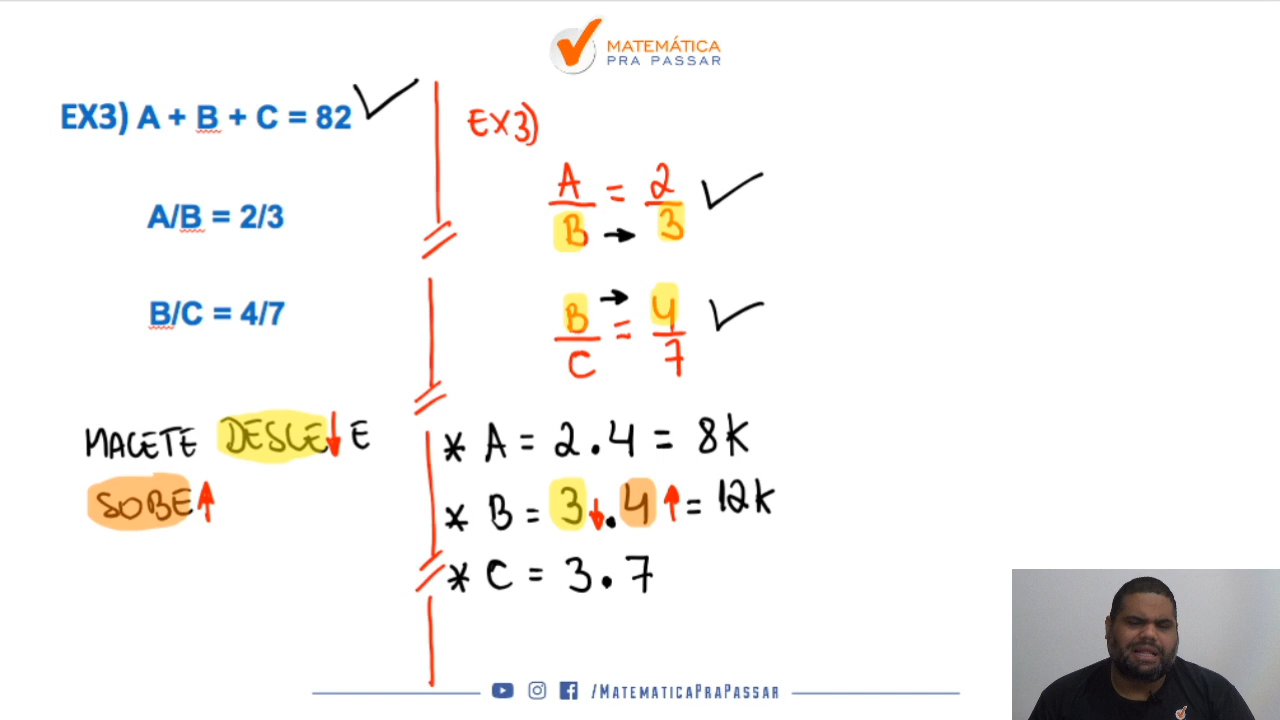 MATEMÁTICA
PRA PASSAR
EX3) A + B + C = 82
A/B = 2/3
B/C = 4/7
MACETE DESCE↓ E
SOBE↑
EX3)
A/B = 2/3
→
B/C = 4/7
→
* A = 2.4 = 8K
* B = 3↓.4↑ = 12K
* C = 3.7
/MATEMATICAPRAPASSAR